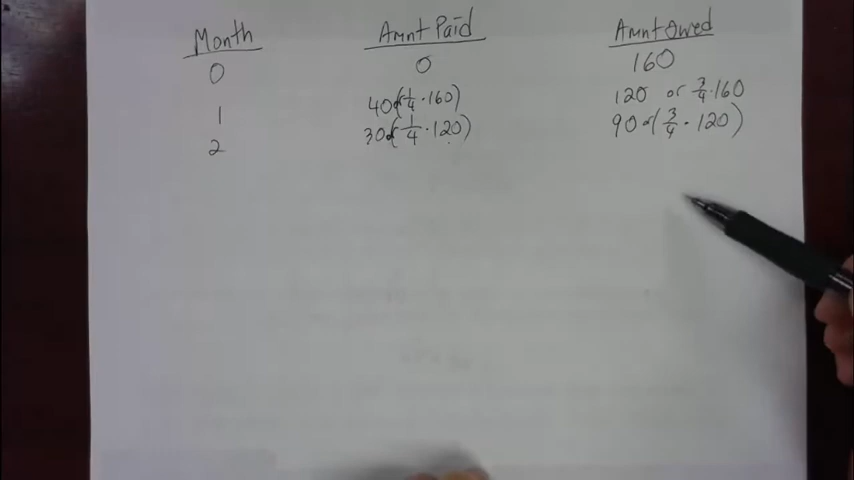 Month Amnt Paid Amnt Owed
0 0 160
1 40 or (1/4 · 160) 120 or 3/4 · 160
2 30 or (1/4 · 120) 90 or (3/4 · 120)